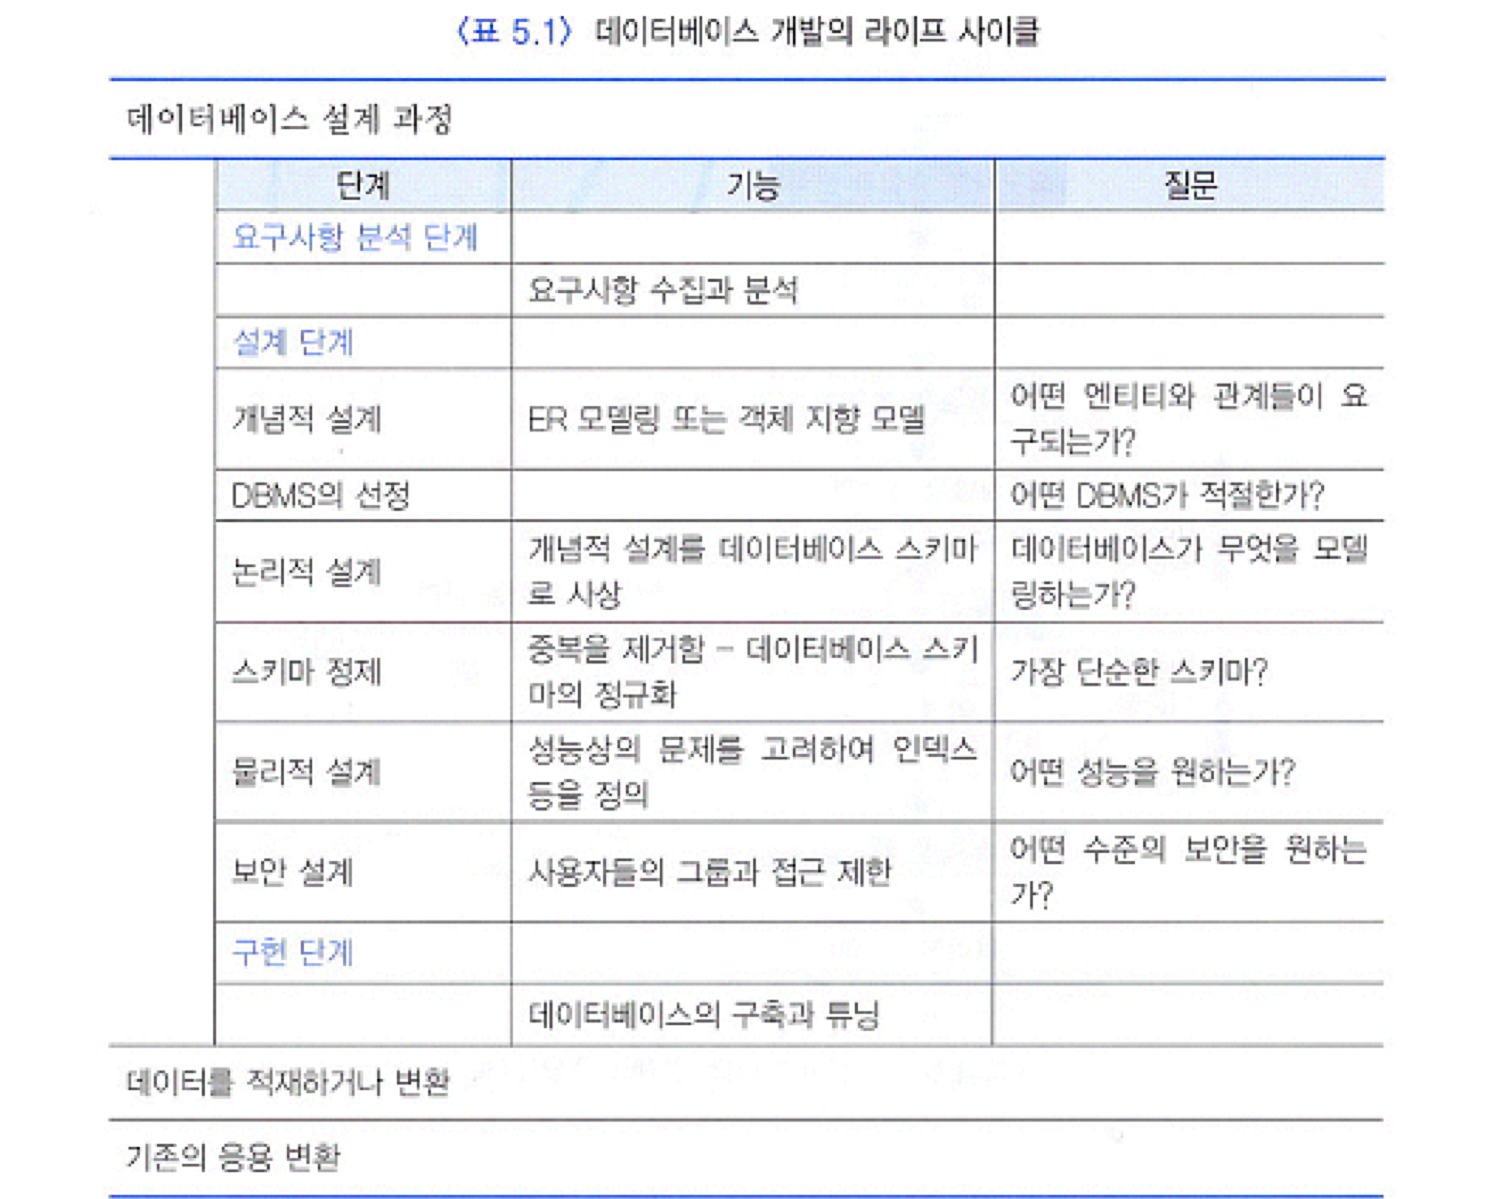 〈표 5.1〉 데이터베이스 개발의 라이프 사이클
데이터베이스 설계 과정
단계 기능 질문
요구사항 분석 단계
요구사항 수집과 분석
설계 단계
개념적 설계
ER 모델링 또는 객체 지향 모델
어떤 엔티티와 관계들이 요
구되는가?
DBMS의 선정
어떤 DBMS가 적절한가?
논리적 설계
개념적 설계를 데이터베이스 스키마
로 사상
데이터베이스가 무엇을 모델
링하는가?
스키마 정제
중복을 제거함 – 데이터베이스 스키
마의 정규화
가장 단순한 스키마?
물리적 설계
성능상의 문제를 고려하여 인덱스
등을 정의
어떤 성능을 원하는가?
보안 설계
사용자들의 그룹과 접근 제한
어떤 수준의 보안을 원하는
가?
구현 단계
데이터베이스의 구축과 튜닝
데이터를 적재하거나 변환
기존의 응용 변환